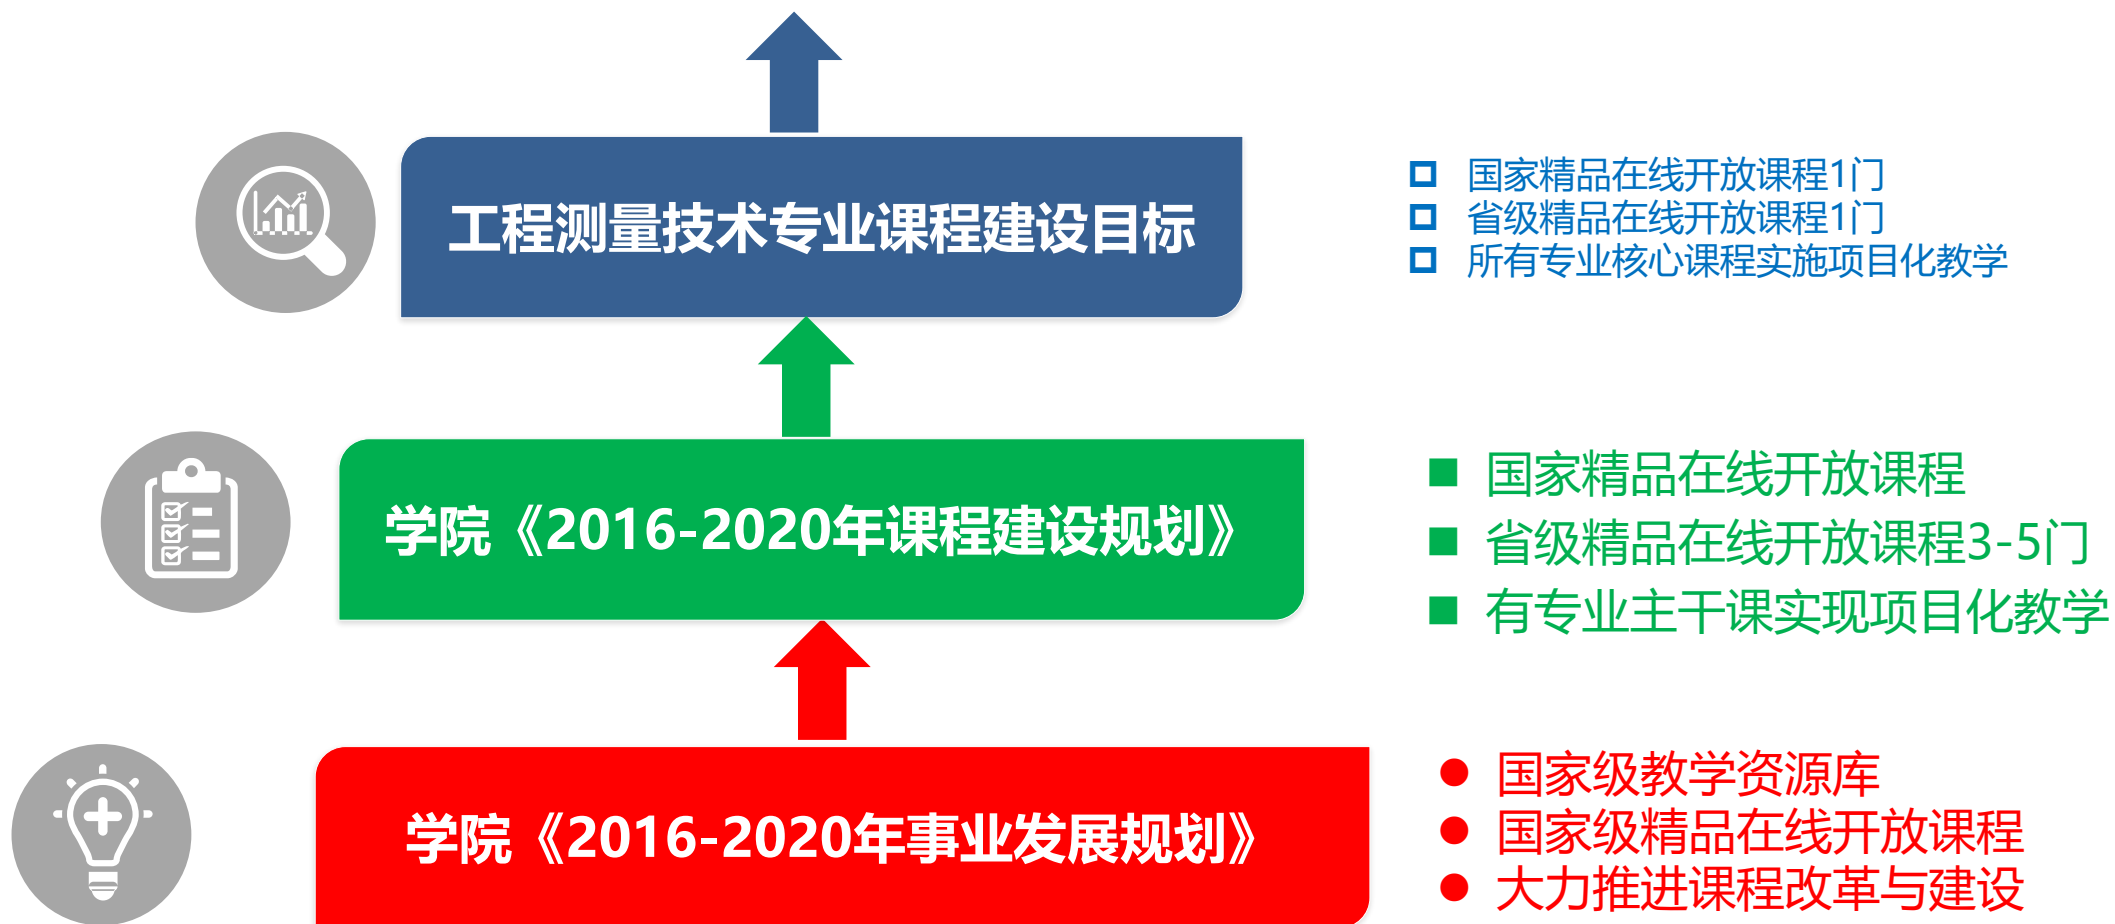 工程测量技术专业课程建设目标
国家精品在线开放课程1门
省级精品在线开放课程1门
所有专业核心课程实施项目化教学
学院《2016-2020年课程建设规划》
国家精品在线开放课程
省级精品在线开放课程3-5门
有专业主干课实现项目化教学
学院《2016-2020年事业发展规划》
国家级教学资源库
国家级精品在线开放课程
大力推进课程改革与建设